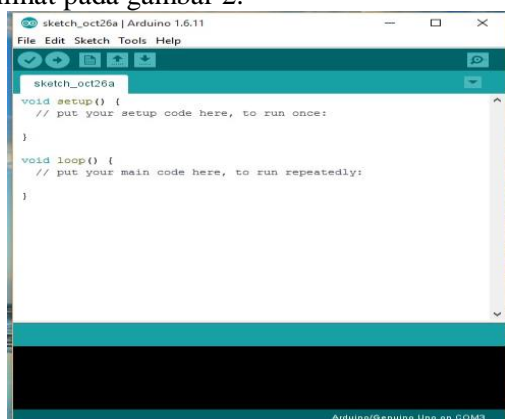 pada gambar 2.
sketch_oct26a | Arduino 1.6.11
File Edit Sketch Tools Help
sketch_oct26a
void setup() {
// put your setup code here, to run once:
}
void loop() {
// put your main code here, to run repeatedly:
}
Arduino/Genuino Uno on COM3